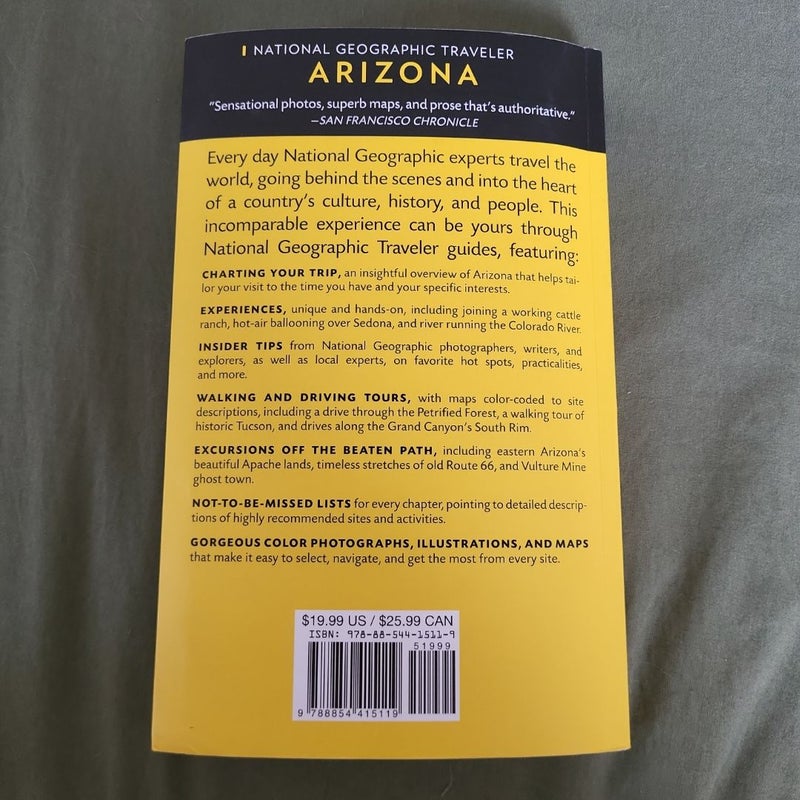 NATIONAL GEOGRAPHIC TRAVELER
ARIZONA
"Sensational photos, superb maps, and prose that's authoritative."
—SAN FRANCISCO CHRONICLE
Every day National Geographic experts travel the
world, going behind the scenes and into the heart
of a country's culture, history, and people. This
incomparable experience can be yours through
National Geographic Traveler guides, featuring:
CHARTING YOUR TRIP, an insightful overview of Arizona that helps tai-
lor your visit to the time you have and your specific interests.
EXPERIENCES, unique and hands-on, including joining a working cattle
ranch, hot-air ballooning over Sedona, and river running the Colorado River.
INSIDER TIPS from National Geographic photographers, writers, and
explorers, as well as local experts, on favorite hot spots, practicalities,
and more.
WALKING AND DRIVING TOURS, with maps color-coded to site
descriptions, including a drive through the Petrified Forest, a walking tour of
historic Tucson, and drives along the Grand Canyon's South Rim.
EXCURSIONS OFF THE BEATEN PATH, including eastern Arizona's
beautiful Apache lands, timeless stretches of old Route 66, and Vulture Mine
ghost town.
NOT-TO-BE-MISSED LISTS for every chapter, pointing to detailed descrip-
tions of highly recommended sites and activities.
GORGEOUS COLOR PHOTOGRAPHS, ILLUSTRATIONS, AND MAPS
that make it easy to select, navigate, and get the most from every site.
$19.99 US / $25.99 CAN
ISBN: 978-88-544-1511-9
51999
9 788854 415119